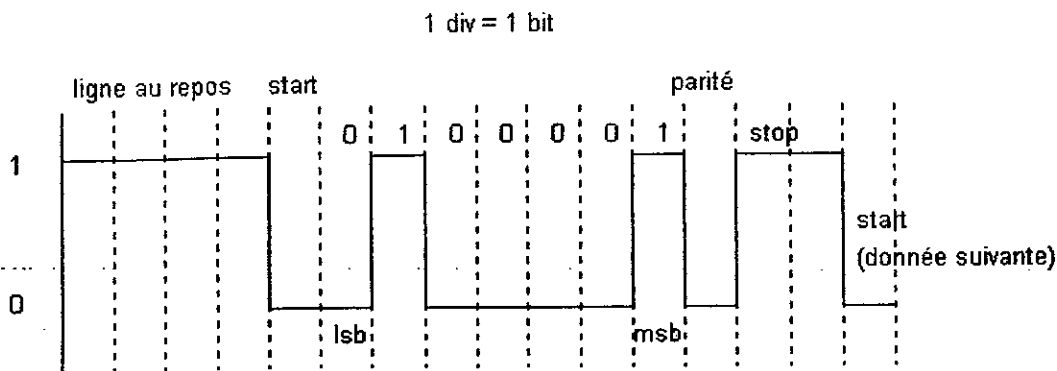 1 div = 1 bit
ligne au repos start parité
0 1 0 0 0 0 1 stop
1
start
(donnée suivante)
0
lsb msb